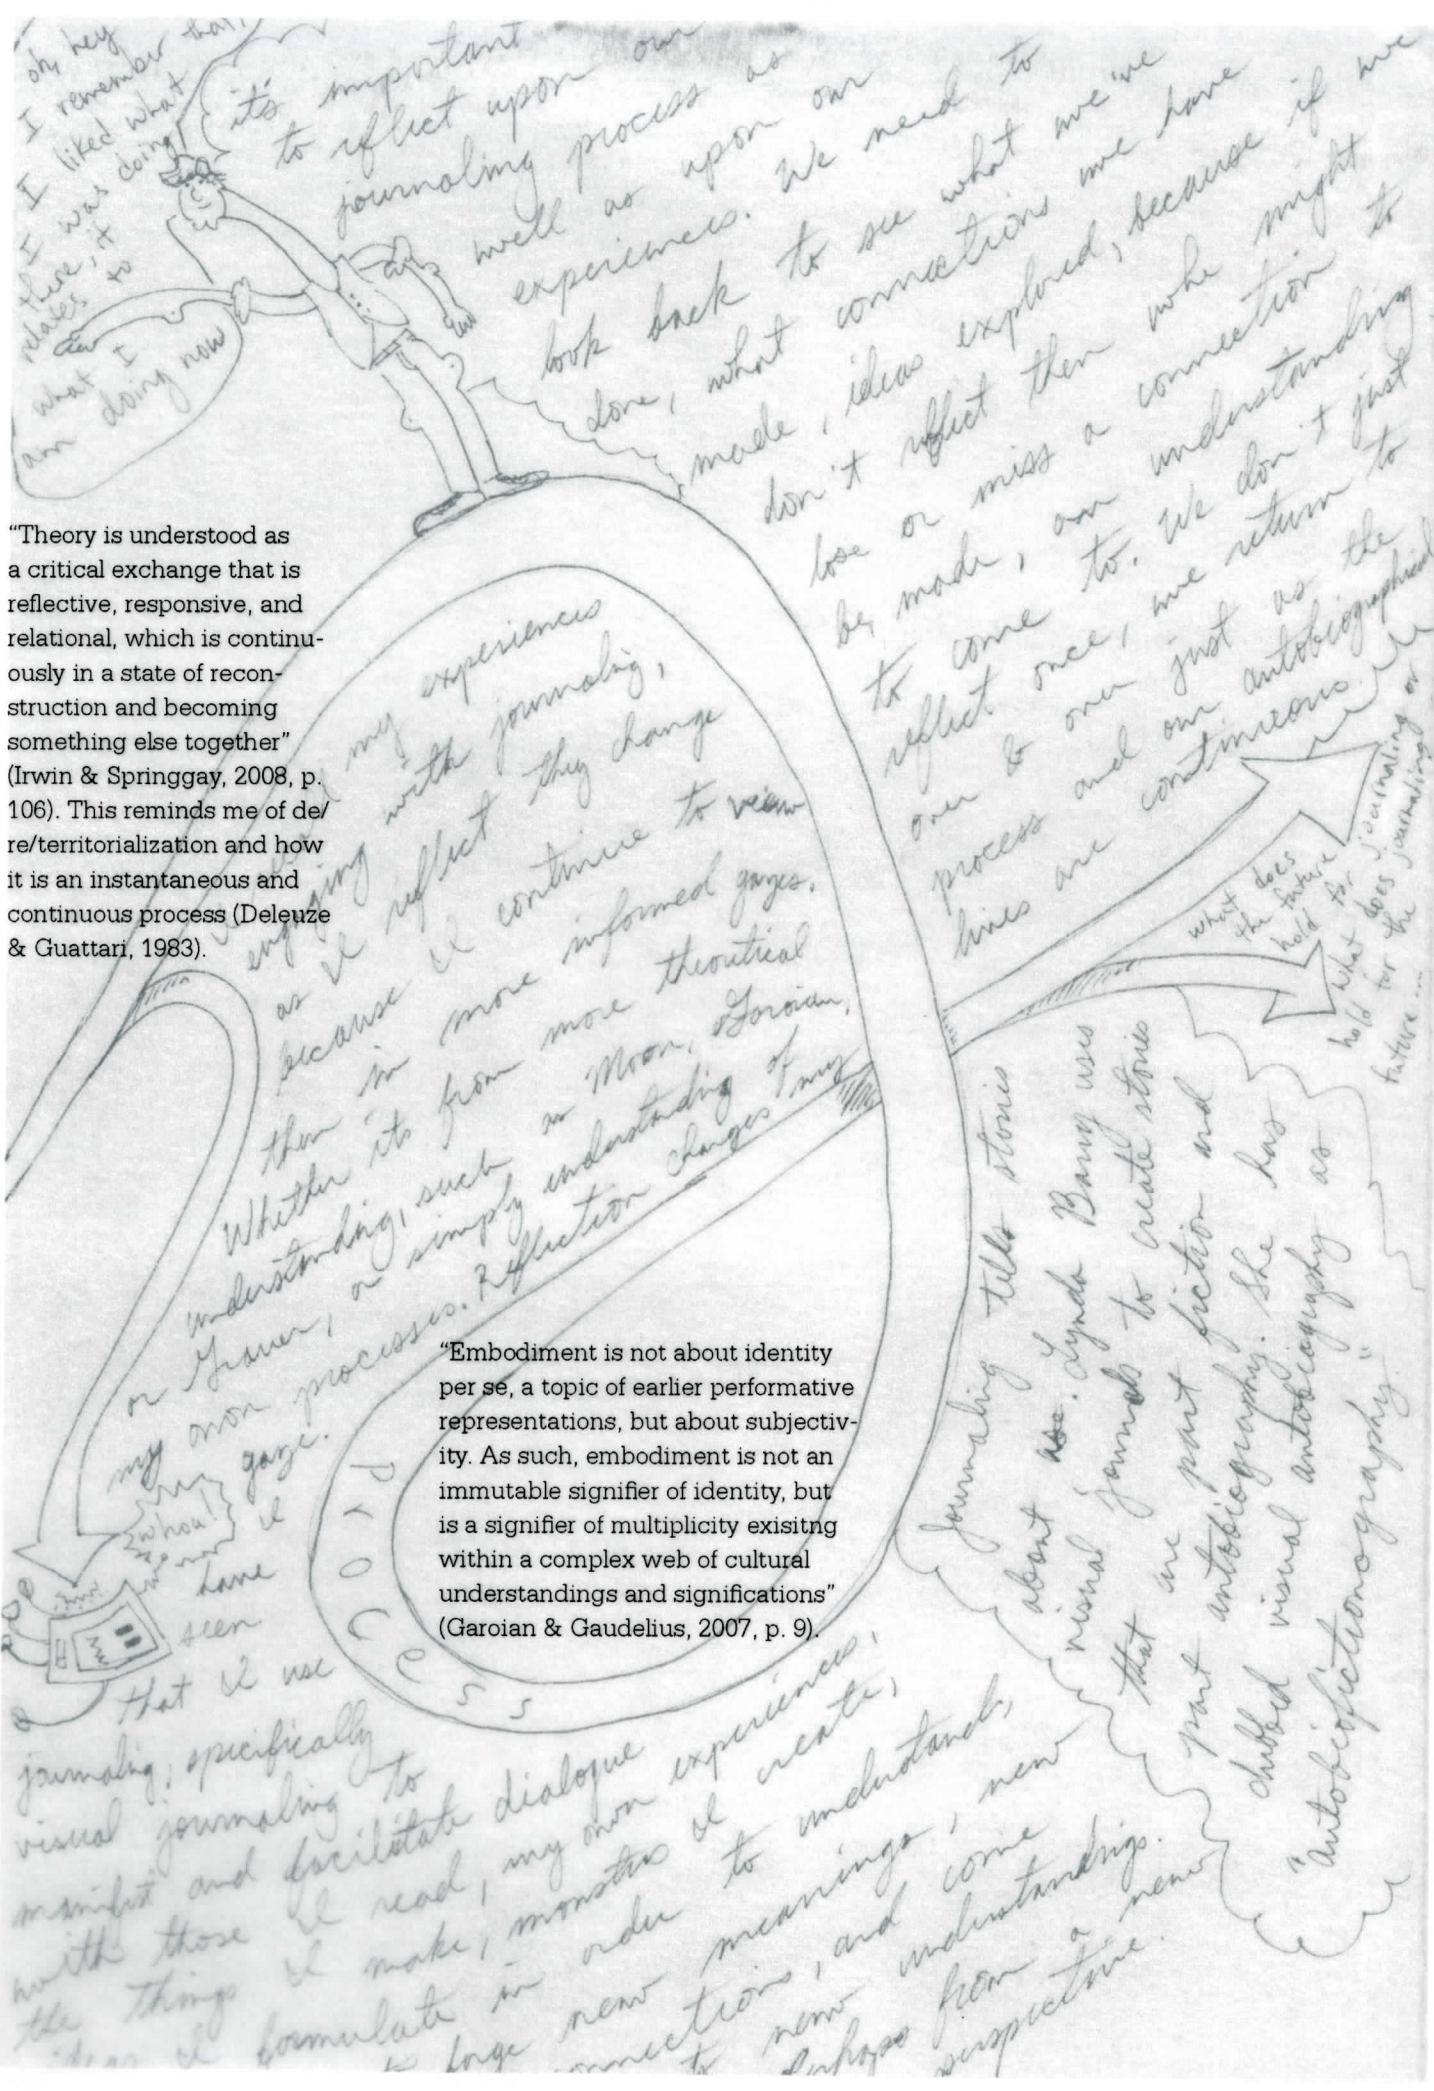 oh, hey
I remember that,
I liked what
I was doing
there, it
relates to
what I
am doing now
it's important
to reflect upon our
journaling process as
well as upon our
experiences. We need to
look back to see what we've
done, what connections we have
made, ideas explored, because if we
don't reflect then whe might
lose or miss a connection to
be, made, an understanding
to come to. We don't just
reflect once, we return to
over & over just as the
process and our autobiographical
lines are continuous.
"Theory is understood as
a critical exchange that is
reflective, responsive, and
relational, which is continu-
ously in a state of recon-
struction and becoming
something else together"
(Irwin & Springgay, 2008, p.
106). This reminds me of de/
re/territorialization and how
it is an instantaneous and
continuous process (Deleuze
& Guattari, 1983).
my experiences
engaging with journaling,
as I reflect they change
because I continue to view
them in more informed gazes.
Whether its from more theoretical
understanding, such as Moon, Garoian,
or Grauer, or simply understanding of my
my own processes. Reflection changes my
gaze.
what does
the future
hold for journaling or
what does journaling
hold for the
future...
Journaling tells stories
about use. Lynda Barry uses
visual journals to create stories
that are part fiction and
part autobiography. She has
dubbed visual autobiography as
"autobiofictionography."
"Embodiment is not about identity
per se, a topic of earlier performative
representations, but about subjectiv-
ity. As such, embodiment is not an
immutable signifier of identity, but
is a signifier of multiplicity exisitng
within a complex web of cultural
understandings and significations"
(Garoian & Gaudelius, 2007, p. 9).
process
whoa!
I
have
seen
that I use
journaling, specifically
visual journaling to
manifest and facilitate dialogue
with those I read, my own experiences,
the things I make, monsters I create,
ideas I formulate in order to understand,
to forge new meanings, new
connections, and come
to new understandings.
Perhaps from a new
perspective.